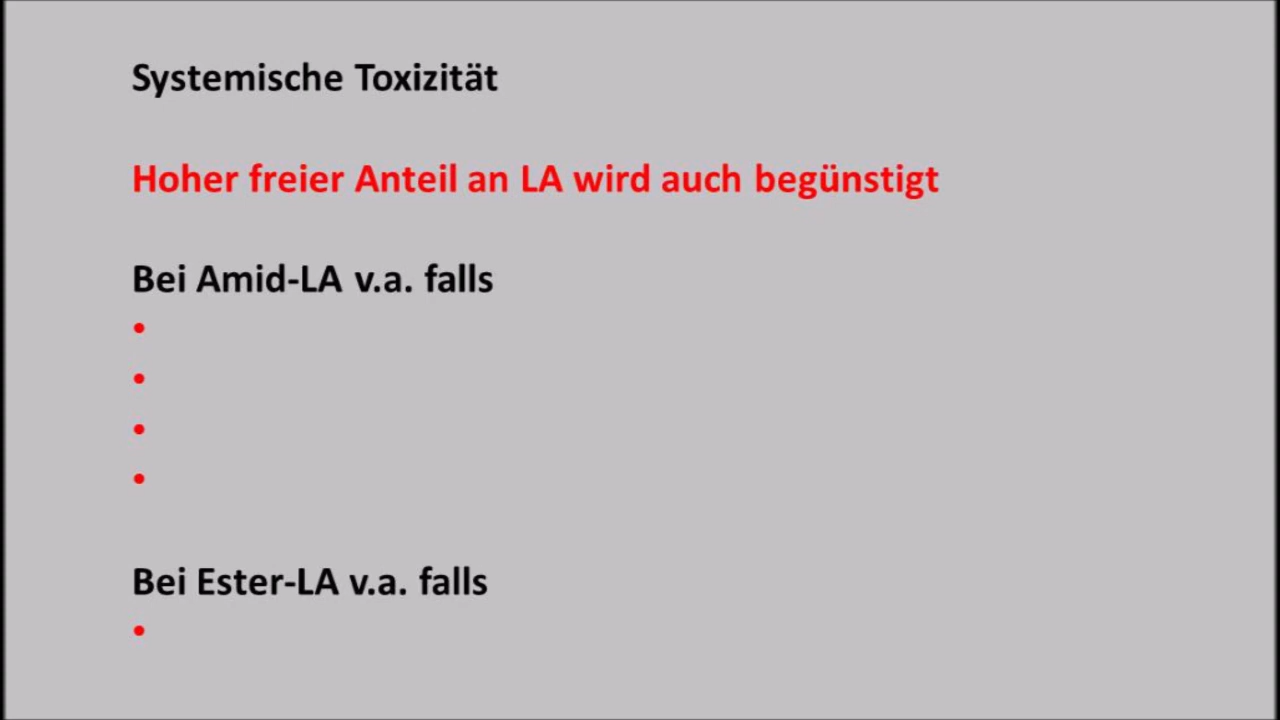 Systemische Toxizität
Hoher freier Anteil an LA wird auch begünstigt
Bei Amid-LA v.a. falls
•
•
•
•
Bei Ester-LA v.a. falls
•